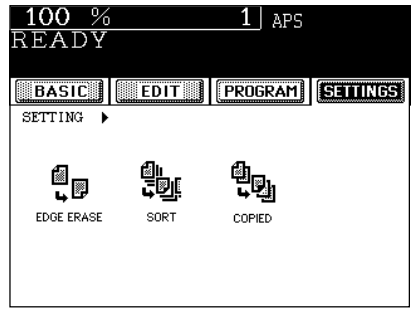 100 % 1 APS
READY
BASIC EDIT PROGRAM SETTINGS
SETTING
EDGE ERASE SORT COPIED